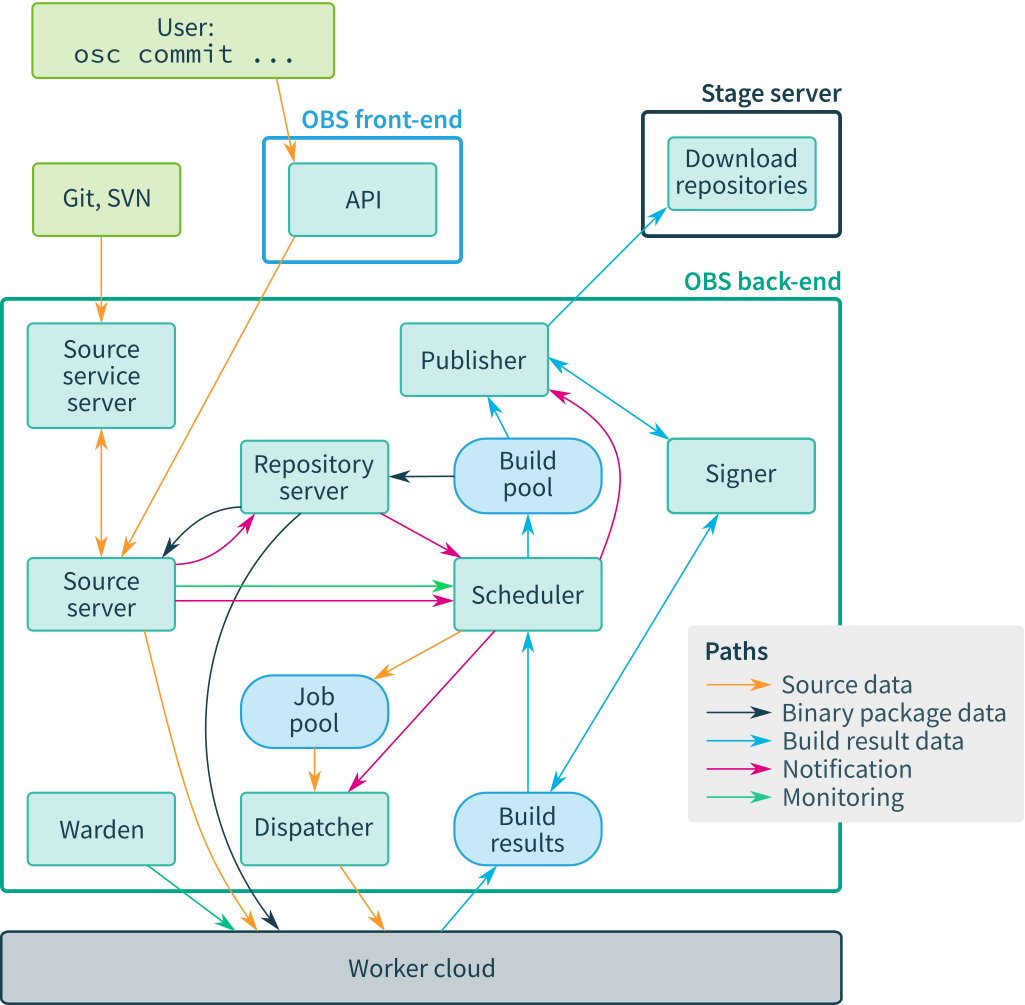 User:
osc commit ...
Stage server
OBS front-end
Download
repositories
Git, SVN
API
OBS back-end
Source
service
server
Publisher
Repository
server
Build
pool
Signer
Source
server
Scheduler
Paths
Source data
Binary package data
Build result data
Notification
Monitoring
Job
pool
Warden
Dispatcher
Build
results
Worker cloud